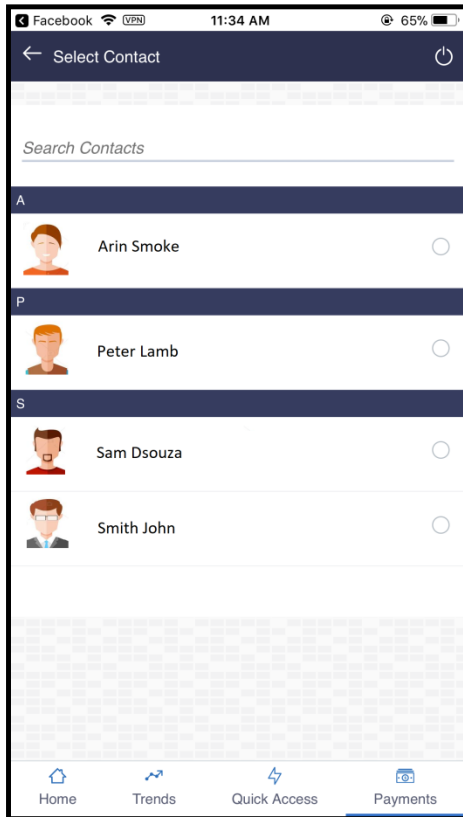 Facebook VPN 11:34 AM 65%
Select Contact
Search Contacts
A
Arin Smoke
P
Peter Lamb
S
Sam Dsouza
Smith John
Home Trends Quick Access Payments